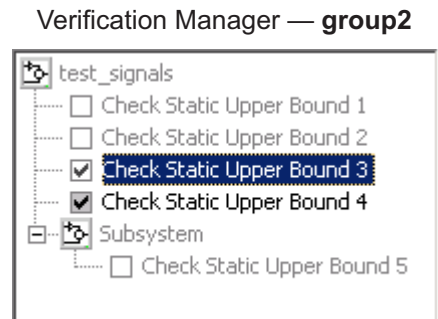 Verification Manager — group2
test_signals
Check Static Upper Bound 1
Check Static Upper Bound 2
Check Static Upper Bound 3
Check Static Upper Bound 4
Subsystem
Check Static Upper Bound 5